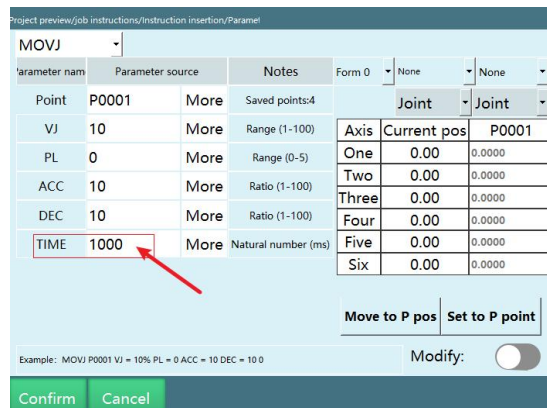 Project preview/job instructions/Instruction insertion/Paramet
MOVJ
Parameter nam Parameter source Notes Form 0 None None
Point P0001 More Saved points:4 Joint Joint
VJ 10 More Range (1-100) Axis Current pos P0001
PL 0 More Range (0-5) One 0.00 0.0000
ACC 10 More Ratio (1-100) Two 0.00 0.0000
DEC 10 More Ratio (1-100) Three 0.00 0.0000
TIME 1000 More Natural number (ms) Four 0.00 0.0000
Five 0.00 0.0000
Six 0.00 0.0000
Move to P pos Set to P point
Example: MOVJ P0001 VJ = 10% PL = 0 ACC = 10 DEC = 10 0 Modify:
Confirm Cancel